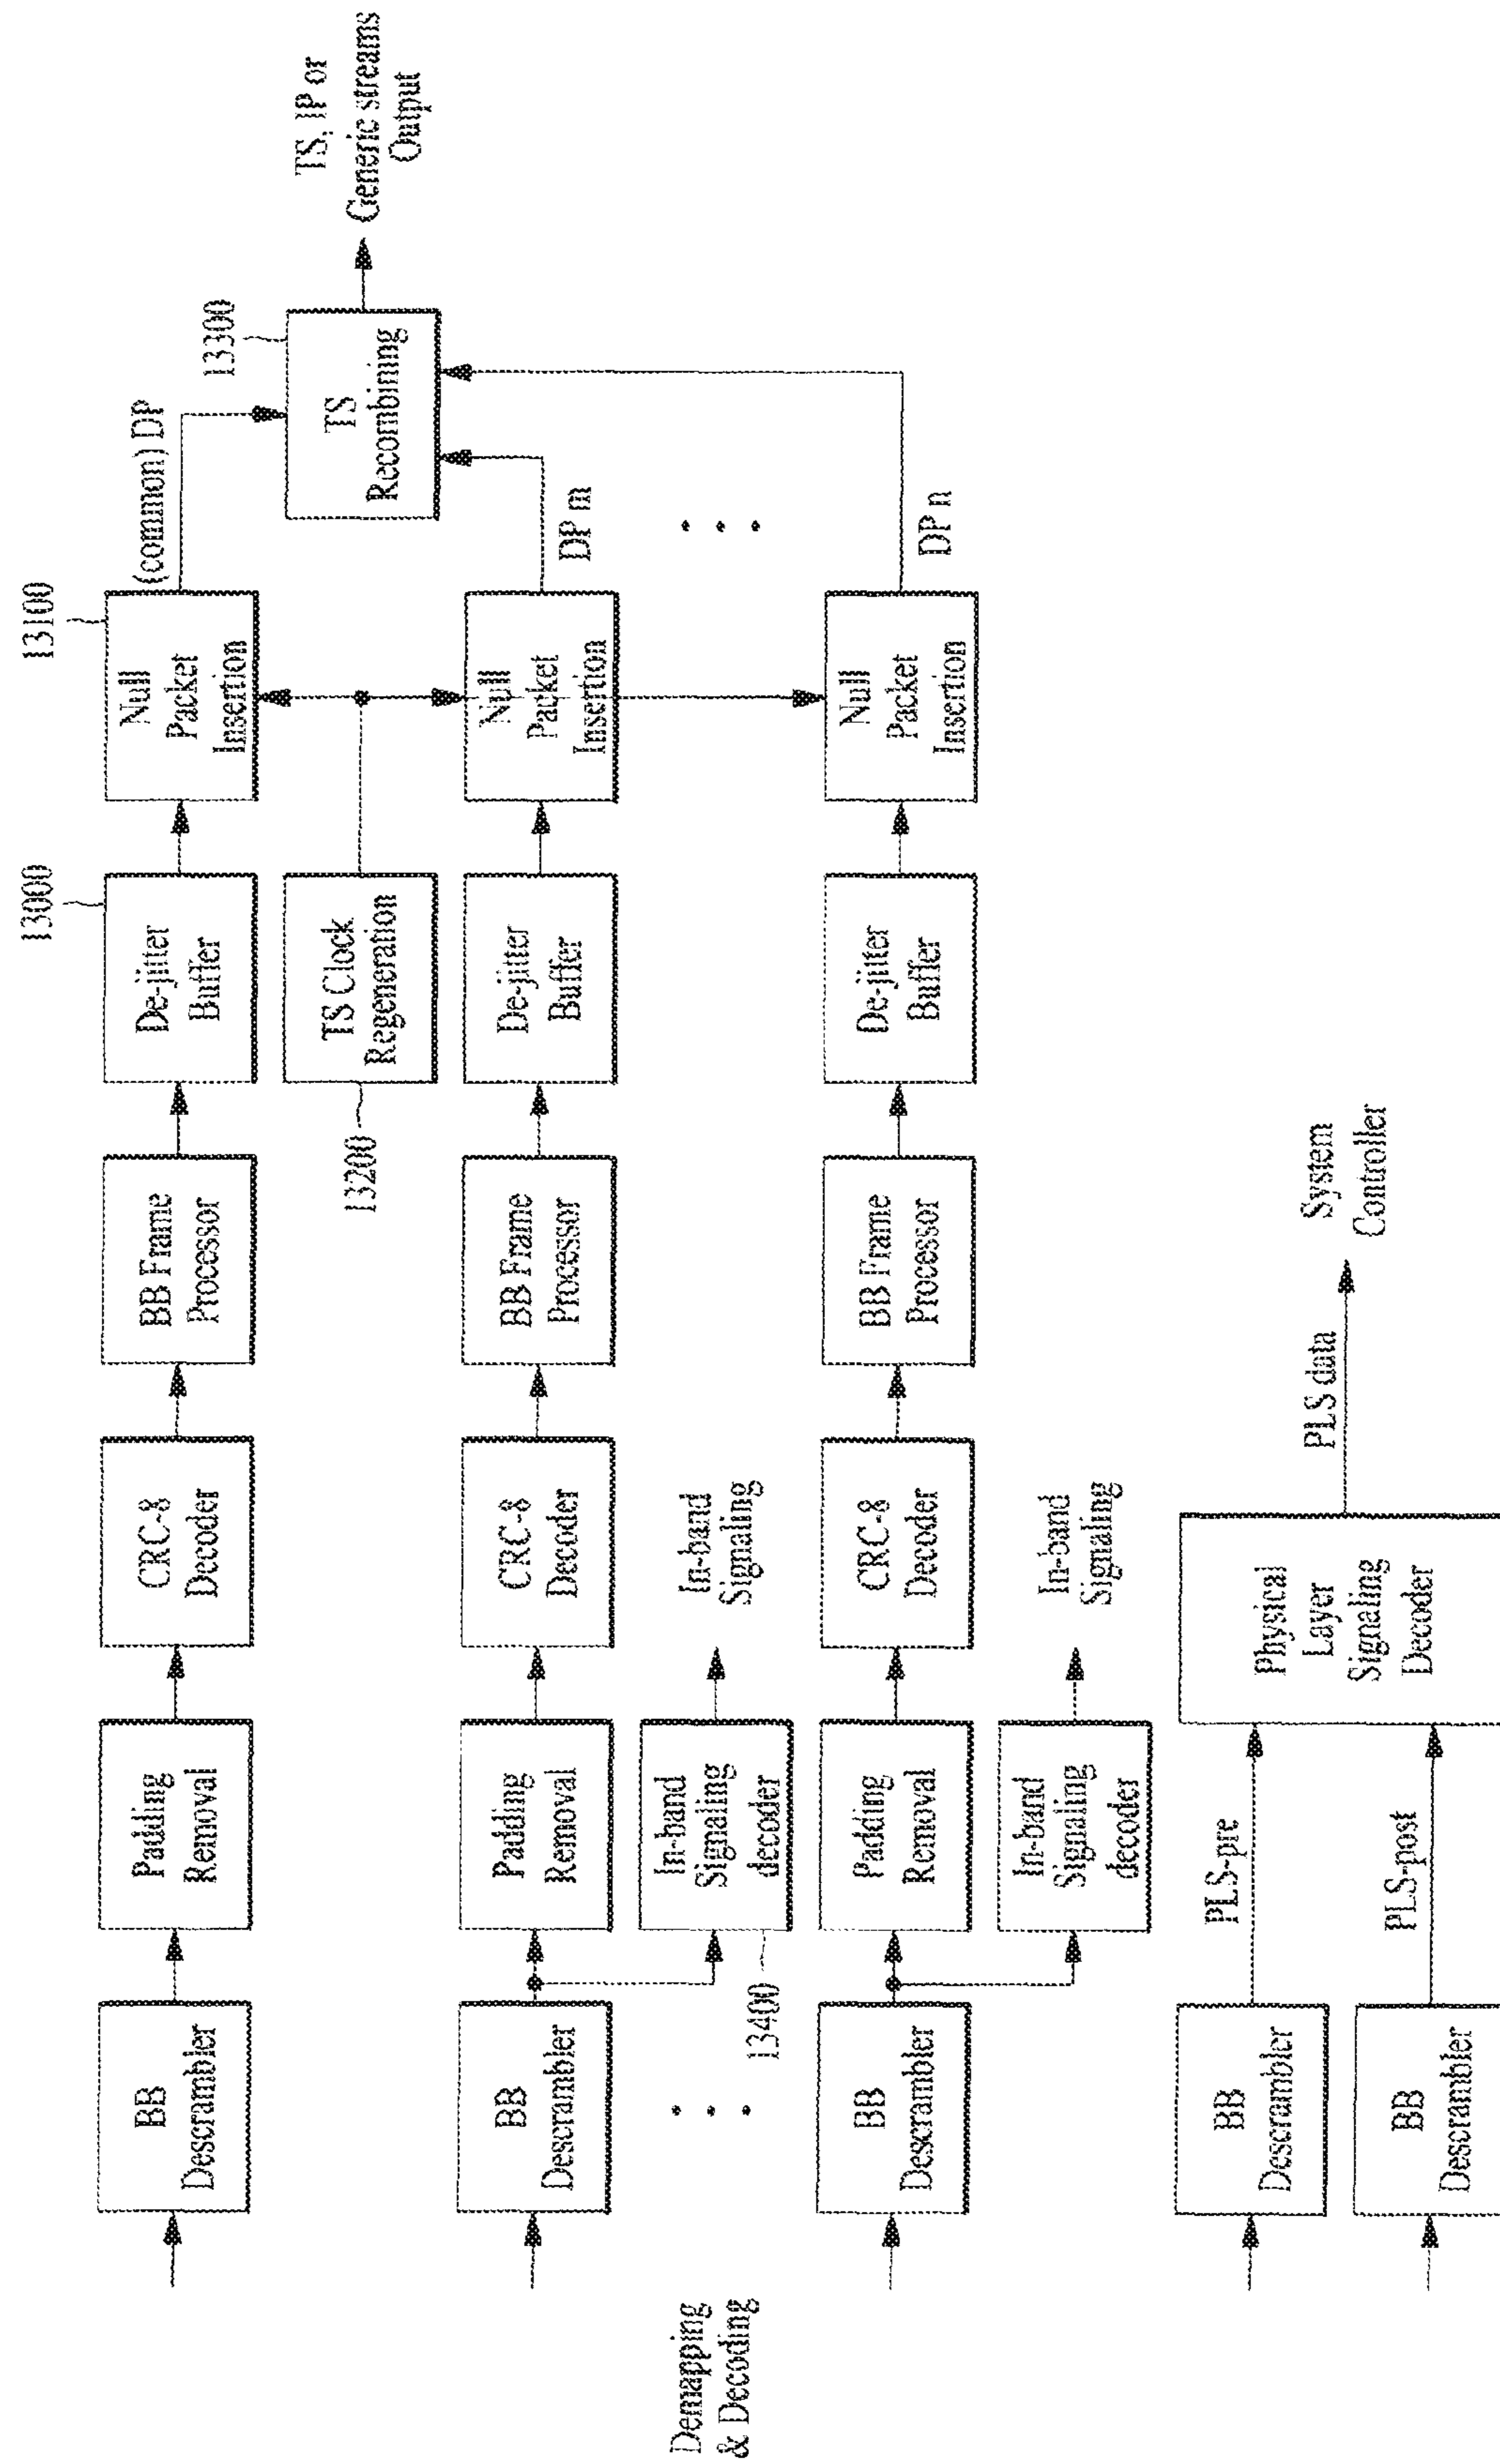 Demapping
& Decoding
BB
Descrambler
Padding
Removal
CRC-8
Decoder
BB Frame
Processor
13000
De-jitter
Buffer
13100
Null
Packet
Insertion
(common) DP
13200
TS Clock
Regeneration
13300
TS
Recombining
TS, IP or
Generic streams
Output
BB
Descrambler
Padding
Removal
CRC-8
Decoder
BB Frame
Processor
De-jitter
Buffer
Null
Packet
Insertion
DP m
13400
In-band
Signaling
decoder
In-band
Signaling
BB
Descrambler
Padding
Removal
CRC-8
Decoder
BB Frame
Processor
De-jitter
Buffer
Null
Packet
Insertion
DP n
In-band
Signaling
decoder
In-band
Signaling
BB
Descrambler
PLS-pre
BB
Descrambler
PLS-post
Physical
Layer
Signaling
Decoder
PLS data
System
Controller